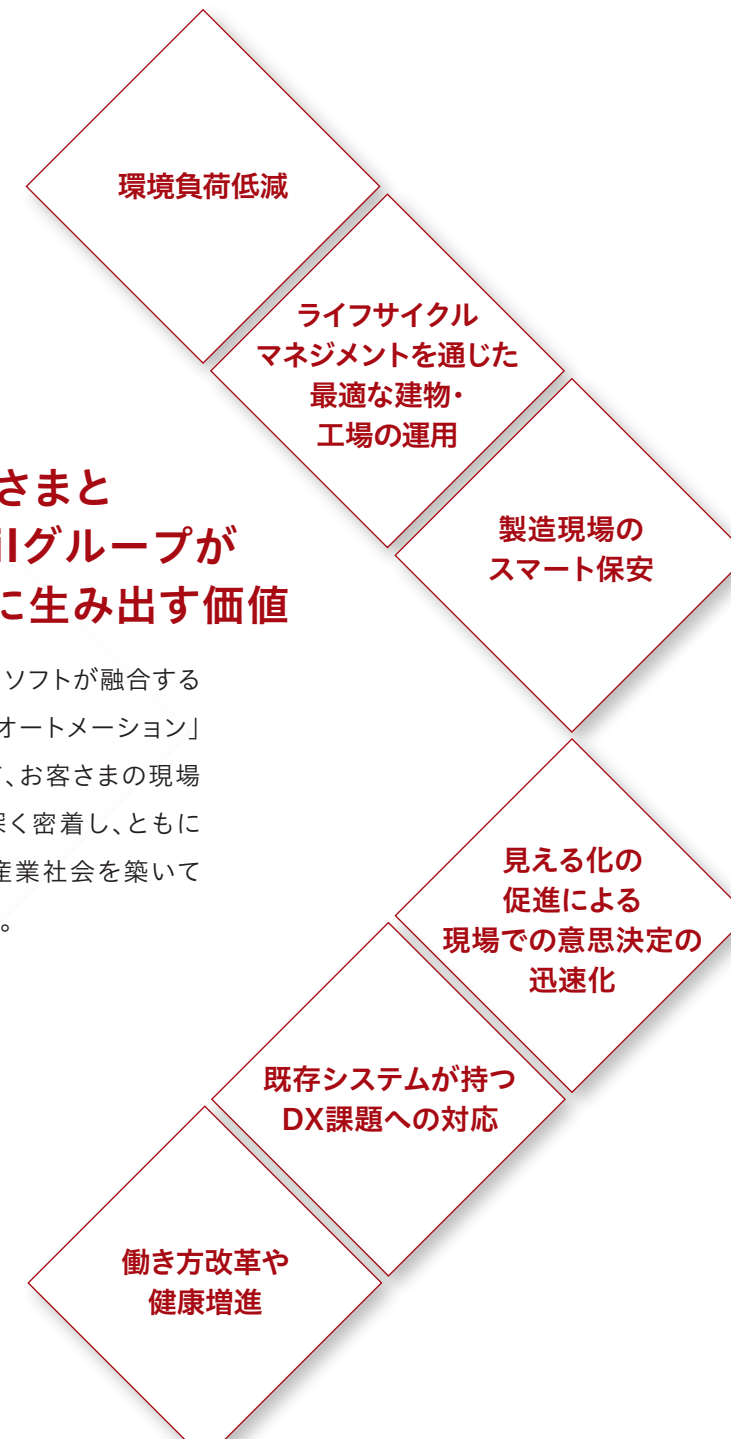 環境負荷低減
ライフサイクル
マネジメントを通じた
最適な建物・
工場の運用
製造現場の
スマート保安
さまと
ilグループが
に生み出す価値
ソフトが融合する
オートメーション」
、お客さまの現場
深く密着し、ともに
産業社会を築いて
。
見える化の
促進による
現場での意思決定の
迅速化
既存システムが持つ
DX課題への対応
働き方改革や
健康増進